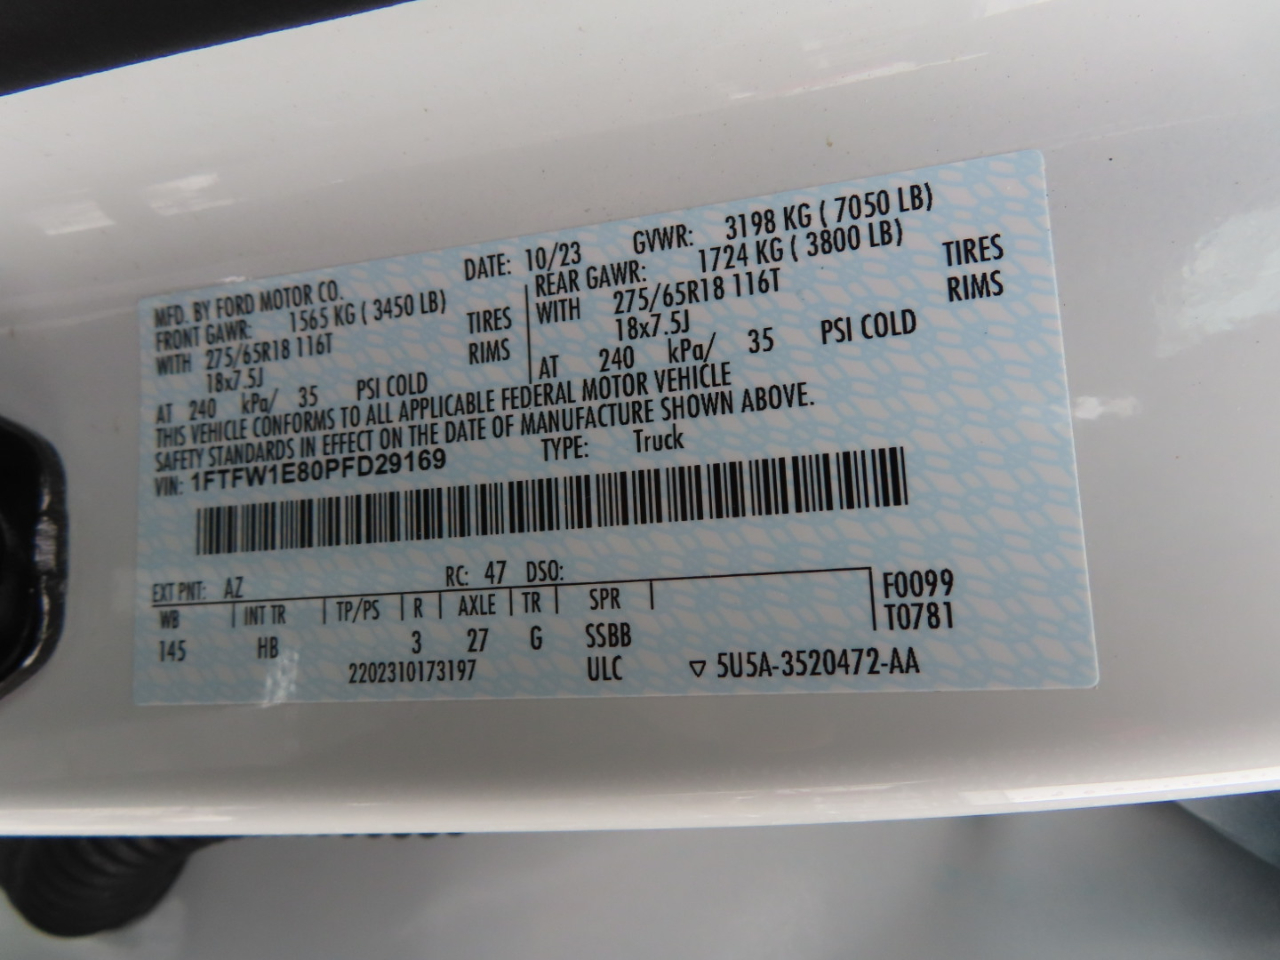 MFD. BY FORD MOTOR CO.
DATE: 10/23 GVWR: 3198 KG ( 7050 LB)
FRONT GAWR: 1565 KG ( 3450 LB)
WITH 275/65R18 116T TIRES
18x7.5J RIMS
AT 240 kPa/ 35 PSI COLD
REAR GAWR: 1724 KG ( 3800 LB)
WITH 275/65R18 116T TIRES
18x7.5J RIMS
AT 240 kPa/ 35 PSI COLD
THIS VEHICLE CONFORMS TO ALL APPLICABLE FEDERAL MOTOR VEHICLE
SAFETY STANDARDS IN EFFECT ON THE DATE OF MANUFACTURE SHOWN ABOVE.
VIN: 1FTFW1E80PFD29169 TYPE: Truck
EXT PNT: AZ RC: 47 DSO:
WB INT TR TP/PS R AXLE TR SPR F0099
145 HB 3 27 G SSBB T0781
2202310173197 ULC ▽ 5U5A-3520472-AA